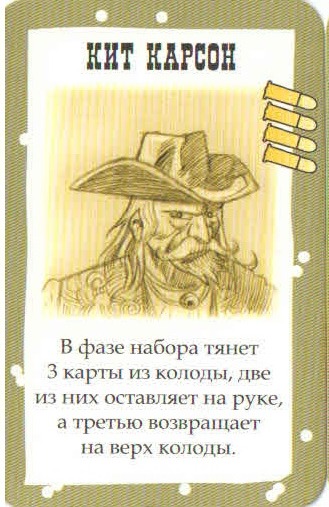 КИТ КАРСОН
В фазе набора тянет
3 карты из колоды, две
из них оставляет на руке,
а третью возвращает
на верх колоды.